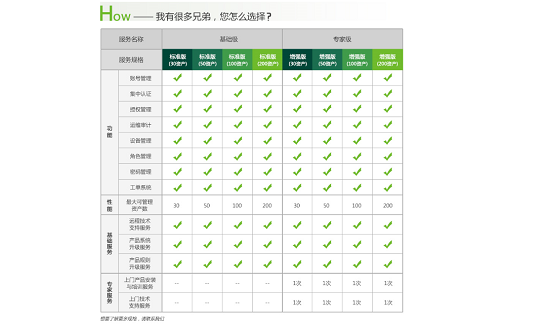 How —— 我有很多兄弟，您怎么选择？
服务名称 基础级 专家级
服务规格 标准版 (30资产) 标准版 (50资产) 标准版 (100资产) 标准版 (200资产) 增强版 (30资产) 增强版 (50资产) 增强版 (100资产) 增强版 (200资产)
功能
账号管理 ✓ ✓ ✓ ✓ ✓ ✓ ✓ ✓
集中认证 ✓ ✓ ✓ ✓ ✓ ✓ ✓ ✓
授权管理 ✓ ✓ ✓ ✓ ✓ ✓ ✓ ✓
运维审计 ✓ ✓ ✓ ✓ ✓ ✓ ✓ ✓
设备管理 ✓ ✓ ✓ ✓ ✓ ✓ ✓ ✓
角色管理 ✓ ✓ ✓ ✓ ✓ ✓ ✓ ✓
密码管理 ✓ ✓ ✓ ✓ ✓ ✓ ✓ ✓
工单系统 ✓ ✓ ✓ ✓ ✓ ✓ ✓ ✓
性能
最大可管理资产数 30 50 100 200 30 50 100 200
基础服务
远程技术支持服务 ✓ ✓ ✓ ✓ ✓ ✓ ✓ ✓
产品系统升级服务 ✓ ✓ ✓ ✓ ✓ ✓ ✓ ✓
产品规则升级服务 ✓ ✓ ✓ ✓ ✓ ✓ ✓ ✓
专家服务
上门产品安装与培训服务 -- -- -- -- 1次 1次 1次 1次
上门技术支持服务 -- -- -- -- 1次 1次 1次 1次
想要了解更多规格，请联系我们